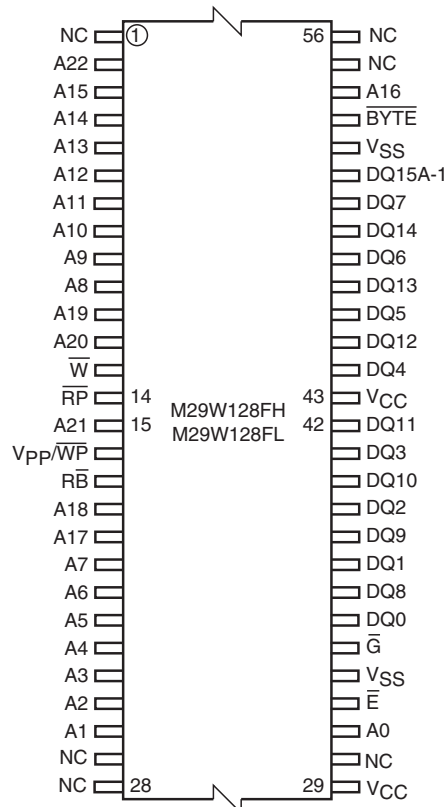 NC ① 56 NC
A22 NC
A15 A16
A14 B̅Y̅T̅E̅
A13 VSS
A12 DQ15A-1
A11 DQ7
A10 DQ14
A9 DQ6
A8 DQ13
A19 DQ5
A20 DQ12
W̅ DQ4
R̅P̅ 14 43 VCC
A21 15 M29W128FH 42 DQ11
VPP/W̅P̅ M29W128FL DQ3
RB̅ DQ10
A18 DQ2
A17 DQ9
A7 DQ1
A6 DQ8
A5 DQ0
A4 G̅
A3 VSS
A2 E̅
A1 A0
NC NC
NC 28 29 VCC